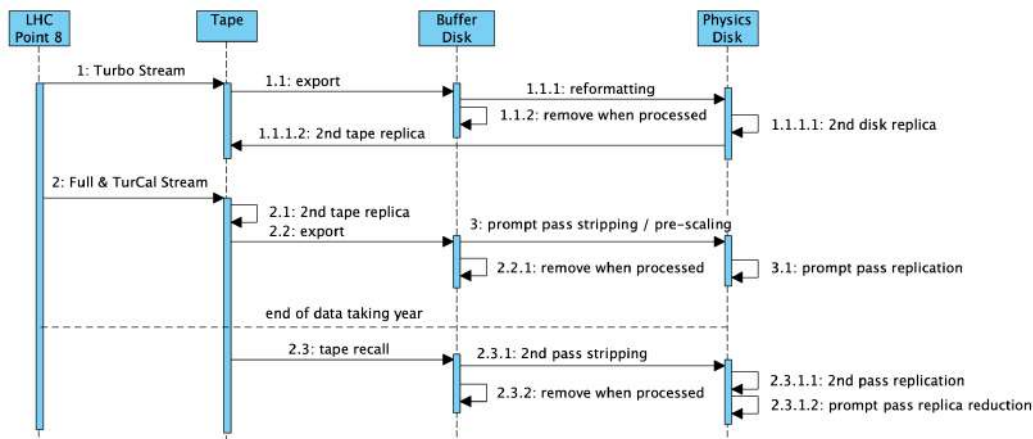 LHC
Point 8
Tape
Buffer
Disk
Physics
Disk
1: Turbo Stream
1.1: export
1.1.1: reformatting
1.1.2: remove when processed
1.1.1.1: 2nd disk replica
1.1.1.2: 2nd tape replica
2: Full & TurCal Stream
2.1: 2nd tape replica
2.2: export
3: prompt pass stripping / pre-scaling
2.2.1: remove when processed
3.1: prompt pass replication
end of data taking year
2.3: tape recall
2.3.1: 2nd pass stripping
2.3.1.1: 2nd pass replication
2.3.2: remove when processed
2.3.1.2: prompt pass replica reduction